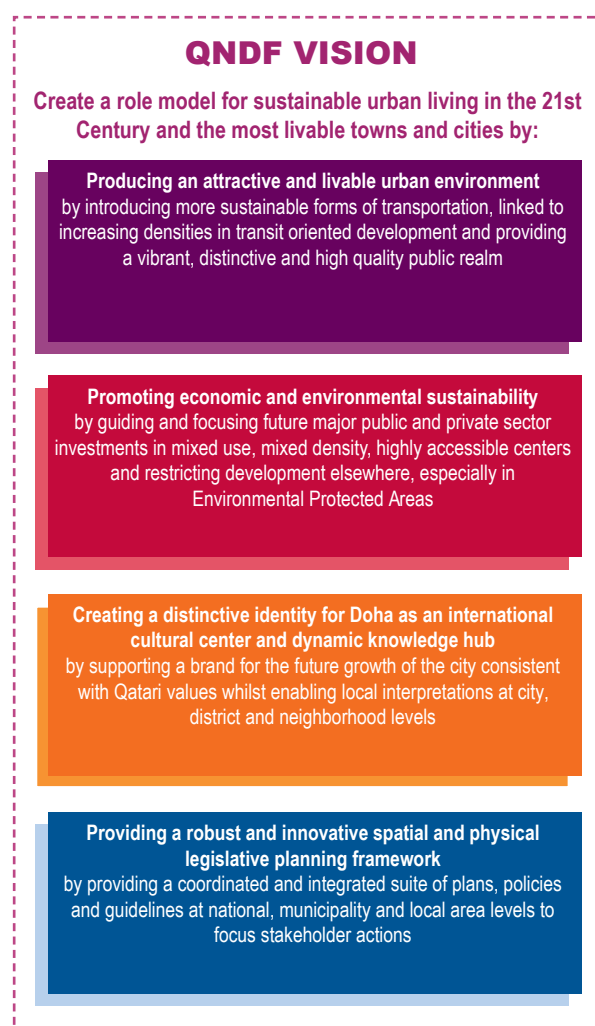 QNDF VISION
Create a role model for sustainable urban living in the 21st
Century and the most livable towns and cities by:
Producing an attractive and livable urban environment
by introducing more sustainable forms of transportation, linked to
increasing densities in transit oriented development and providing
a vibrant, distinctive and high quality public realm
Promoting economic and environmental sustainability
by guiding and focusing future major public and private sector
investments in mixed use, mixed density, highly accessible centers
and restricting development elsewhere, especially in
Environmental Protected Areas
Creating a distinctive identity for Doha as an international
cultural center and dynamic knowledge hub
by supporting a brand for the future growth of the city consistent
with Qatari values whilst enabling local interpretations at city,
district and neighborhood levels
Providing a robust and innovative spatial and physical
legislative planning framework
by providing a coordinated and integrated suite of plans, policies
and guidelines at national, municipality and local area levels to
focus stakeholder actions